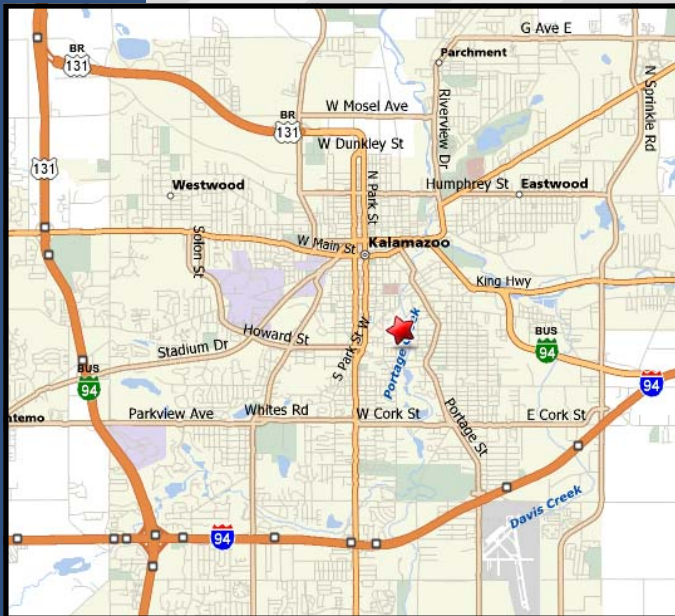 G Ave E
BR
131
Parchment
N Sprinkle Rd
W Mosel Ave
Riverview Dr
BR
131
W Dunkley St
131
N Park St
Westwood
Humphrey St
Eastwood
Solon St
W Main St
Kalamazoo
King Hwy
Howard St
Stadium Dr
S Park St W
Portage Creek
BUS
94
BUS
94
94
ntemo
Parkview Ave
Whites Rd
W Cork St
Portage St
E Cork St
Davis Creek
94